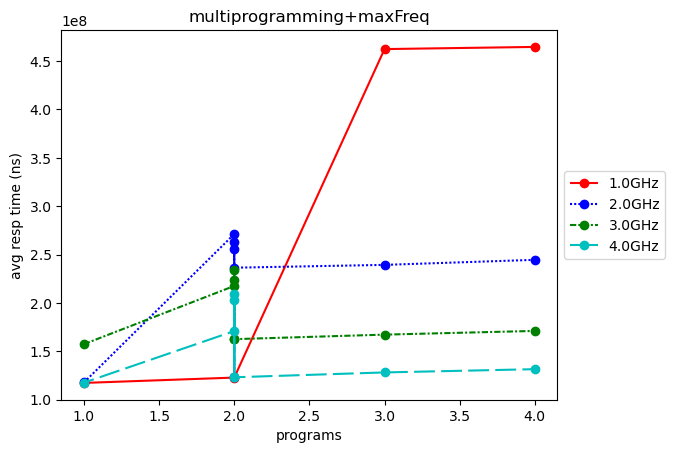 multiprogramming+maxFreq
1e8
avg resp time (ns)
4.5
4.0
3.5
3.0
2.5
2.0
1.5
1.0
1.0 1.5 2.0 2.5 3.0 3.5 4.0
programs
1.0GHz
2.0GHz
3.0GHz
4.0GHz